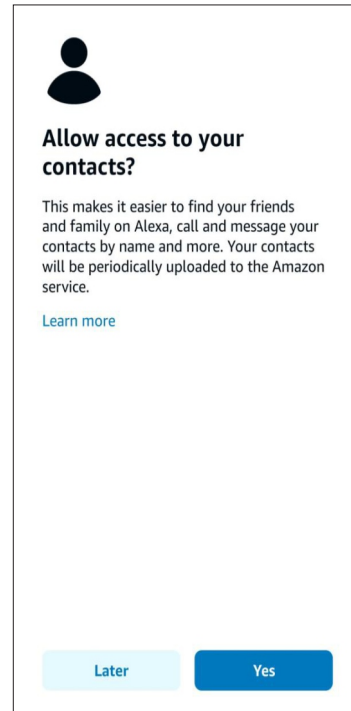 Allow access to your
contacts?
This makes it easier to find your friends
and family on Alexa, call and message your
contacts by name and more. Your contacts
will be periodically uploaded to the Amazon
service.
Learn more
Later
Yes